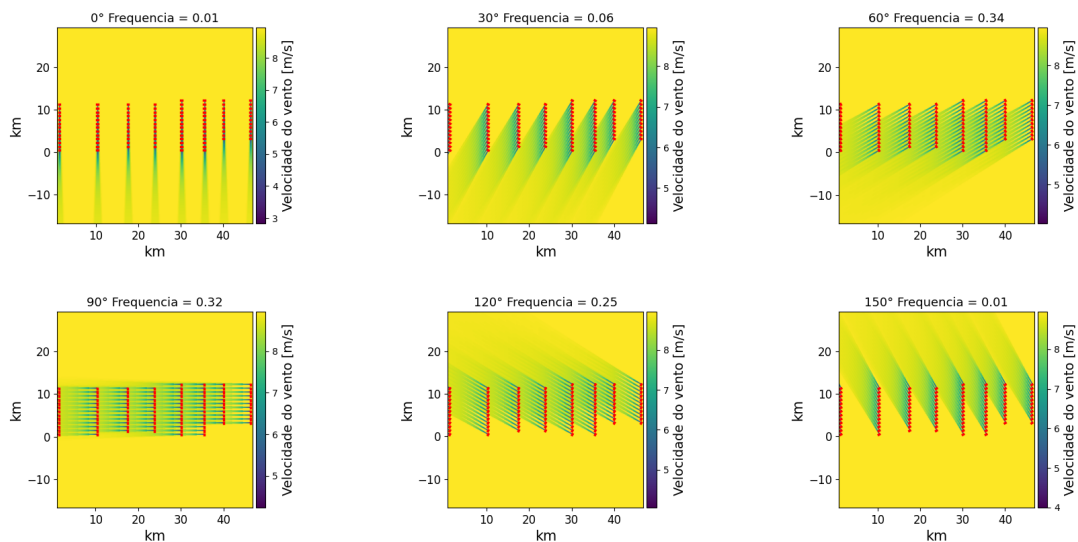 0° Frequencia = 0.01
km
20
10
0
−10
10 20 30 40
km
8
7
6
5
4
3
Velocidade do vento [m/s]
30° Frequencia = 0.06
km
20
10
0
−10
10 20 30 40
km
8
7
6
5
Velocidade do vento [m/s]
60° Frequencia = 0.34
km
20
10
0
−10
10 20 30 40
km
8
7
6
5
Velocidade do vento [m/s]
90° Frequencia = 0.32
km
20
10
0
−10
10 20 30 40
km
8
7
6
5
Velocidade do vento [m/s]
120° Frequencia = 0.25
km
20
10
0
−10
10 20 30 40
km
8
7
6
5
Velocidade do vento [m/s]
150° Frequencia = 0.01
km
20
10
0
−10
10 20 30 40
km
8
7
6
5
4
Velocidade do vento [m/s]